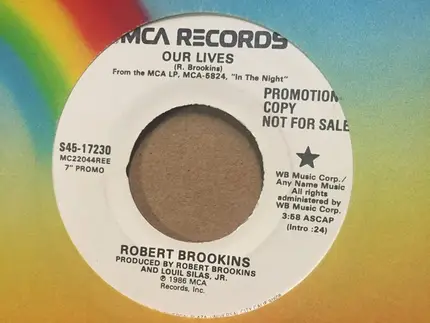 MCA RECORDS
OUR LIVES
(R. Brookins)
From the MCA LP, MCA-5824, "In The Night"
PROMOTION
COPY
NOT FOR SALE
S45-17230
MC22044REE
7" PROMO
WB Music Corp./
Any Name Music
All rights
administered by
WB Music Corp.
3:58 ASCAP
(Intro :24)
ROBERT BROOKINS
PRODUCED BY ROBERT BROOKINS
AND LOUIL SILAS, JR.
℗ 1986 MCA
Records, Inc.